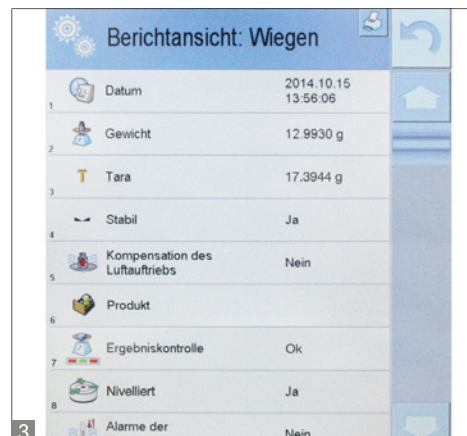 Berichtansicht: Wiegen
1 Datum 2014.10.15
13:56:06
2 Gewicht 12.9930 g
3 Tara 17.3944 g
4 Stabil Ja
5 Kompensation des
Luftauftriebs Nein
6 Produkt
7 Ergebniskontrolle Ok
8 Nivelliert Ja
Alarme der Nein
3